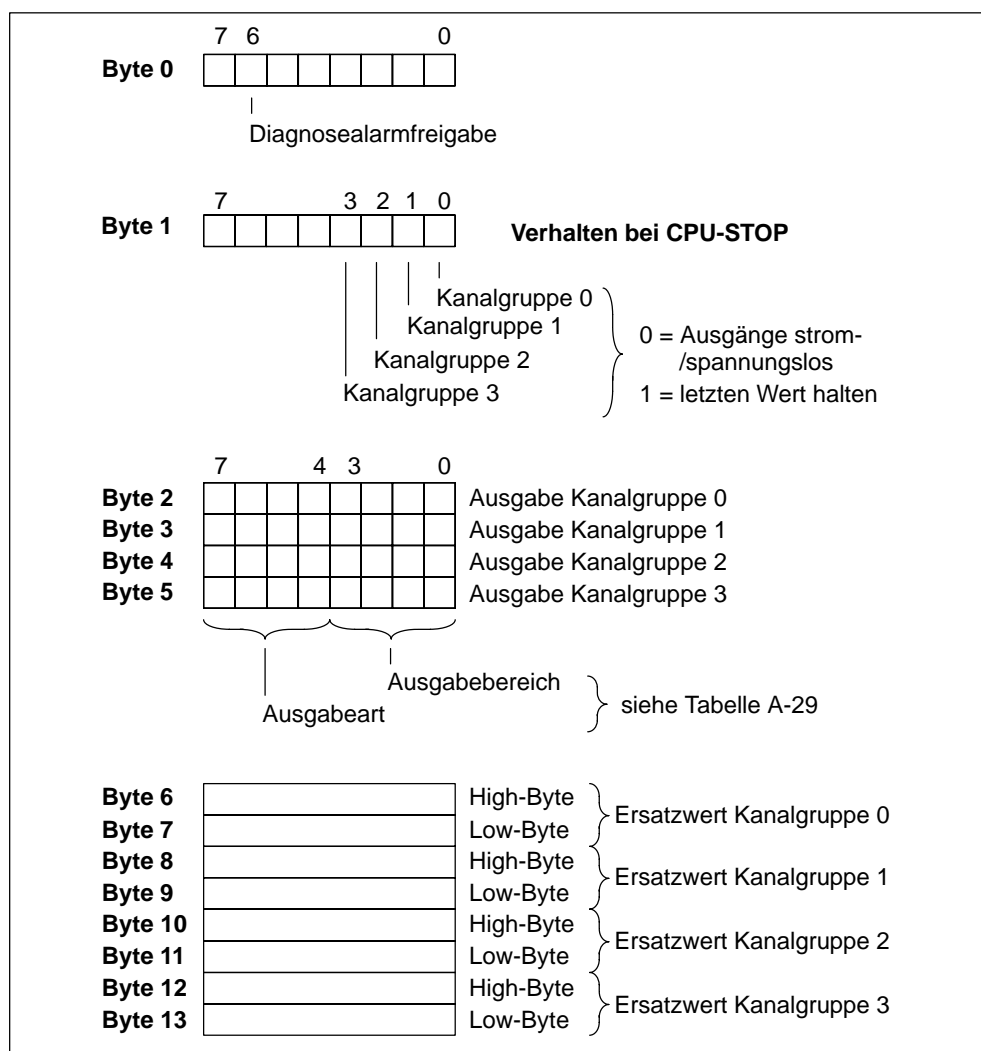 7 6 0
Byte 0
Diagnosealarmfreigabe
7 3 2 1 0
Byte 1
Verhalten bei CPU-STOP
Kanalgruppe 0
Kanalgruppe 1
Kanalgruppe 2
Kanalgruppe 3
0 = Ausgänge strom-
/spannungslos
1 = letzten Wert halten
7 4 3 0
Byte 2 Ausgabe Kanalgruppe 0
Byte 3 Ausgabe Kanalgruppe 1
Byte 4 Ausgabe Kanalgruppe 2
Byte 5 Ausgabe Kanalgruppe 3
Ausgabebereich
Ausgabeart
siehe Tabelle A-29
Byte 6 High-Byte
Byte 7 Low-Byte
Ersatzwert Kanalgruppe 0
Byte 8 High-Byte
Byte 9 Low-Byte
Ersatzwert Kanalgruppe 1
Byte 10 High-Byte
Byte 11 Low-Byte
Ersatzwert Kanalgruppe 2
Byte 12 High-Byte
Byte 13 Low-Byte
Ersatzwert Kanalgruppe 3